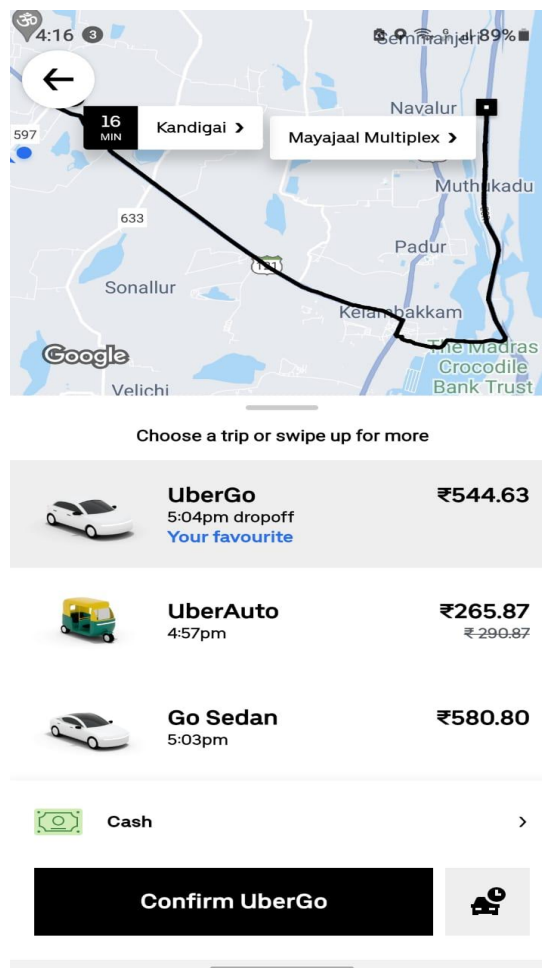 ॐ
4:16 3
89%
Semmanjeri
Navalur
16
MIN
Kandigai
Mayajaal Multiplex
597
Muthukadu
633
Padur
121
Sonallur
Kelambakkam
Google
The Madras
Crocodile
Bank Trust
Velichi
Choose a trip or swipe up for more
UberGo ₹544.63
5:04pm dropoff
Your favourite
UberAuto ₹265.87
4:57pm ₹ 290.87
Go Sedan ₹580.80
5:03pm
Cash
Confirm UberGo